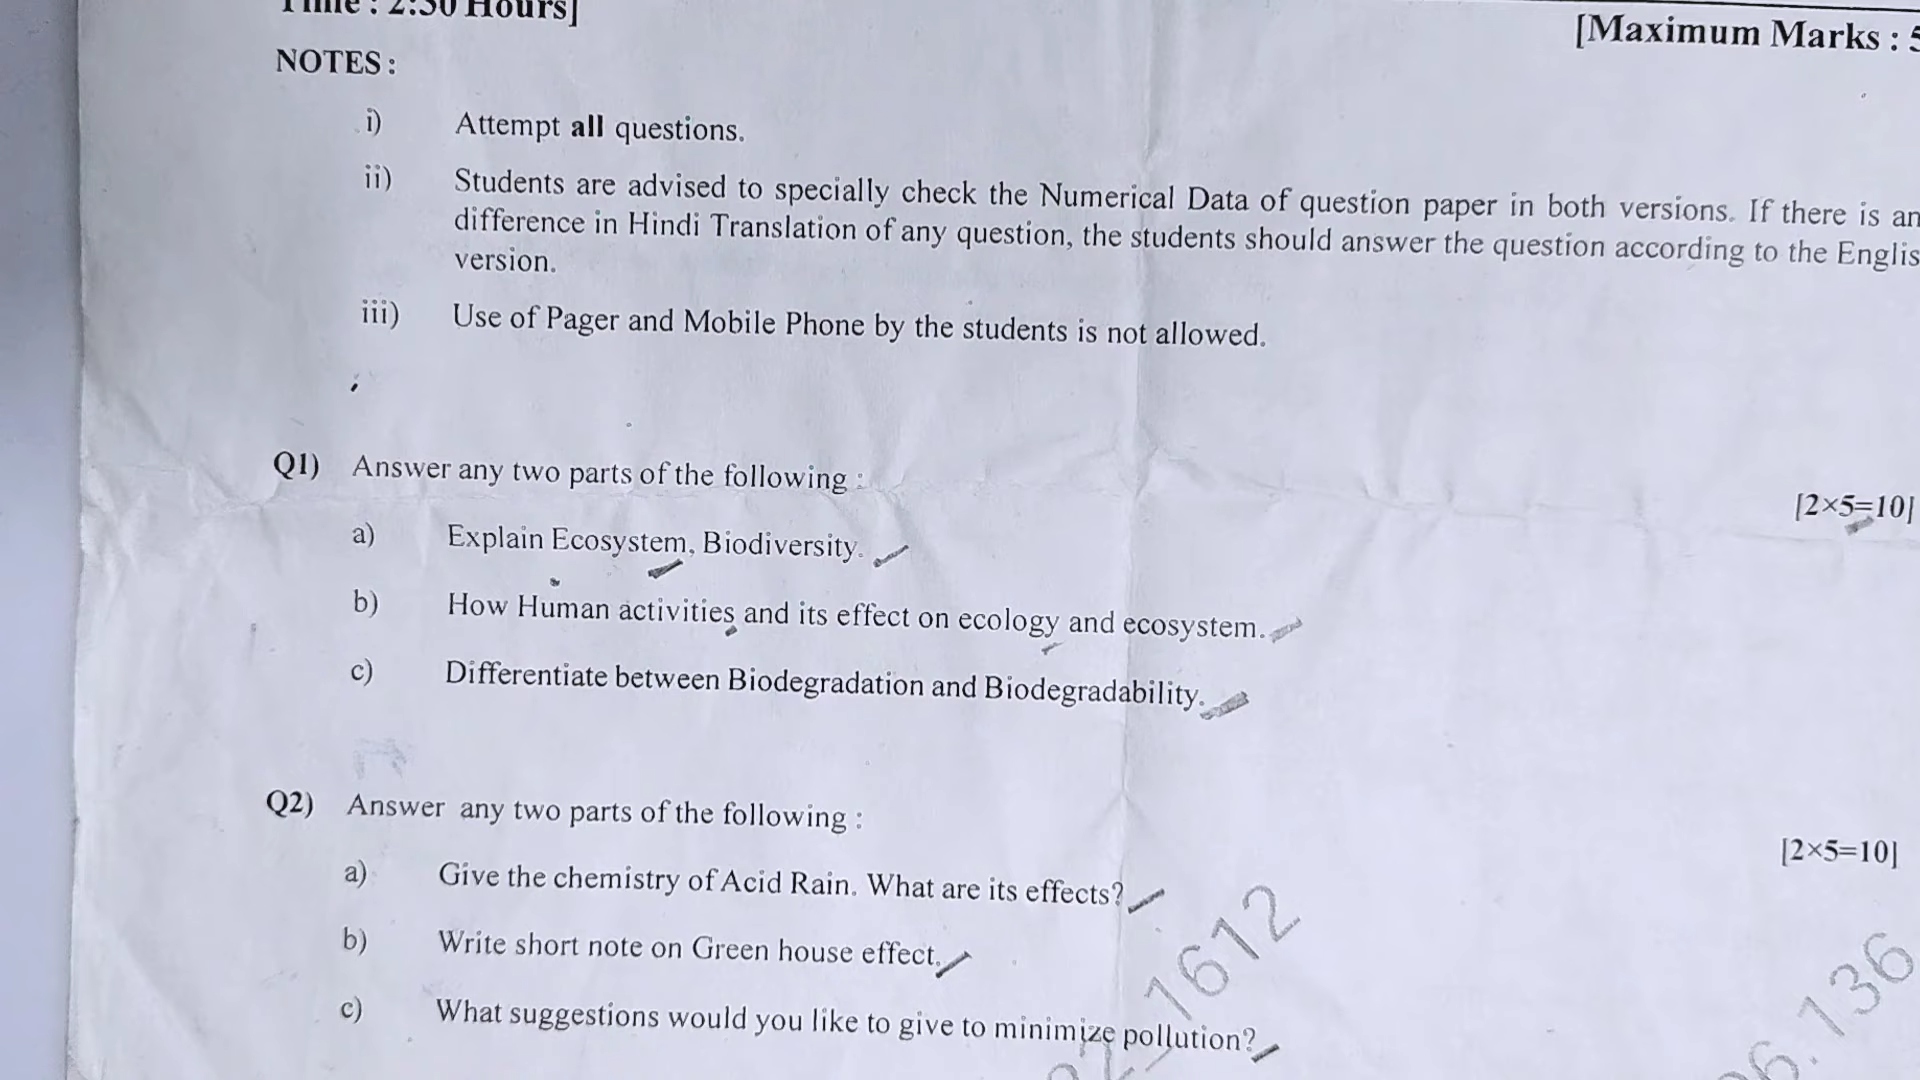 Time : 2:30 Hours]
[Maximum Marks : 5
NOTES :
i) Attempt all questions.
ii) Students are advised to specially check the Numerical Data of question paper in both versions. If there is an
difference in Hindi Translation of any question, the students should answer the question according to the Englis
version.
iii) Use of Pager and Mobile Phone by the students is not allowed.
Q1) Answer any two parts of the following :
[2×5=10]
a) Explain Ecosystem, Biodiversity.
b) How Human activities and its effect on ecology and ecosystem.
c) Differentiate between Biodegradation and Biodegradability.
Q2) Answer any two parts of the following :
[2×5=10]
a) Give the chemistry of Acid Rain. What are its effects?
b) Write short note on Green house effect.
c) What suggestions would you like to give to minimize pollution?
1612
6.136